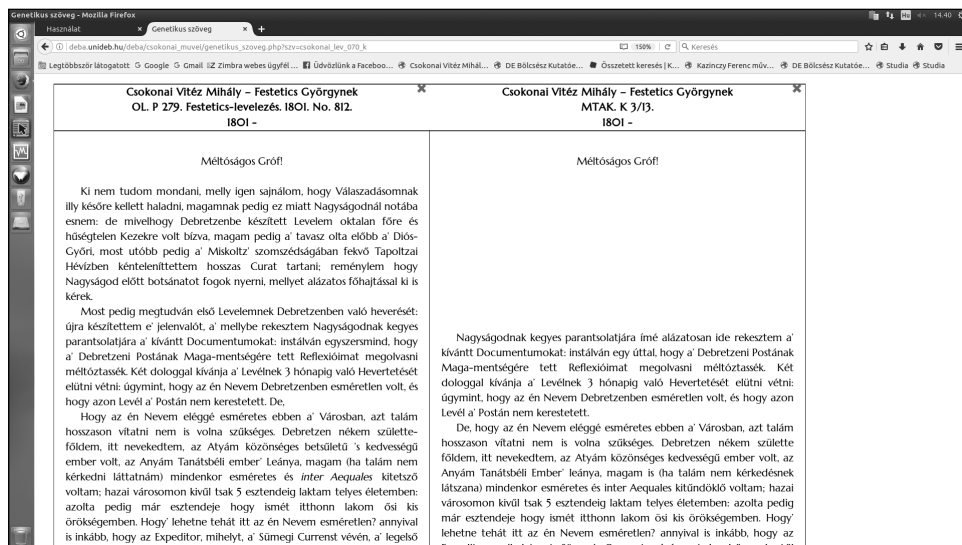 Genetikus szöveg - Mozilla Firefox
Hu
14.40
Használat × Genetikus szöveg × +
deba.unideb.hu/deba/csokonai_muvei/genetikus_szoveg.php?szv=csokonai_lev_070_k 150% Keresés
Legtöbbször látogatott Google Gmail Zimbra webes ügyfél ... Üdvözlünk a Faceboo... Csokonai Vitéz Mihál... DE Bölcsész Kutatóe... Összetett keresés | K... Kazinczy Ferenc műv... DE Bölcsész Kutatóe... Studia Studia
Csokonai Vitéz Mihály – Festetics Györgynek
OL. P 279. Festetics-levelezés. 1801. No. 812.
1801 -
Méltóságos Gróf!
Ki nem tudom mondani, melly igen sajnálom, hogy Válaszadásomnak
illy későre kellett haladni, magamnak pedig ez miatt Nagyságodnál notába
esnem: de mivelhogy Debretzenbe készített Levelem oktalan főre és
hűségtelen Kezekre volt bízva, magam pedig a' tavasz olta előbb a' Diós-
Győri, most utóbb pedig a' Miskoltz' szomszédságában fekvő Tapoltzai
Hévízben kénteleníttettem hosszas Curat tartani; reménylem hogy
Nagyságod előtt botsánatot fogok nyerni, mellyet alázatos főhajtással ki is
kérek.
Most pedig megtudván első Levelemnek Debretzenben való heverését:
újra készítettem e' jelenvalót, a' mellybe rekesztem Nagyságodnak kegyes
parantsolatjára a' kívántt Documentumokat: instálván egyszersmind, hogy
a' Debretzeni Postának Maga-mentségére tett Reflexióimat megolvasni
méltóztassék. Két dologgal kívánja a' Levélnek 3 hónapig való Hevertetését
elütni vétni: úgymint, hogy az én Nevem Debretzenben esméretlen volt, és
hogy azon Levél a' Postán nem kerestetett. De,
Hogy az én Nevem eléggé esméretes ebben a' Városban, azt talám
hosszason vítatni nem is volna szűkséges. Debretzen nékem születte-
főldem, itt nevekedtem, az Atyám közönséges betsűletű 's kedvességű
ember volt, az Anyám Tanátsbéli ember' Leánya, magam (ha talám nem
kérkedni láttatnám) mindenkor esméretes és inter Aequales kitetsző
voltam; hazai városomon kivűl tsak 5 esztendeig laktam telyes életemben:
azolta pedig már esztendeje hogy ismét itthonn lakom ősi kis
örökségemben. Hogy' lehetne tehát itt az én Nevem esméretlen? annyival
is inkább, hogy az Expeditor, mihelyt, a' Sümegi Currenst vévén, a' legelső
Csokonai Vitéz Mihály – Festetics Györgynek
MTAK. K 3/13.
1801 -
Méltóságos Gróf!
Nagyságodnak kegyes parantsolatjára ímé alázatosan ide rekesztem a'
kívántt Documentumokat: instálván egy úttal, hogy a' Debretzeni Postának
Maga-mentségére tett Reflexióimat megolvasni méltóztassék. Két
dologgal kívánja a' Levélnek 3 hónapig való Hevertetését elütni vétni:
úgymint, hogy az én Nevem Debretzenben esméretlen volt, és hogy azon
Levél a' Postán nem kerestetett.
De, hogy az én Nevem eléggé esméretes ebben a' Városban, azt talám
hosszason vítatni nem is volna szűkséges. Debretzen nékem születte
főldem, itt nevekedtem, az Atyám közönséges kedvességű ember volt, az
Anyám Tanátsbéli Ember' leánya, magam is (ha talám nem kérkedésnek
látszana) mindenkor esméretes és inter Aequales kitűndöklő voltam; hazai
városomon kivűl tsak 5 esztendeig laktam telyes életemben: azolta pedig
már esztendeje hogy ismét itthonn lakom ősi kis örökségemben. Hogy'
lehetne tehát itt az én Nevem esméretlen? annyival is inkább, hogy az